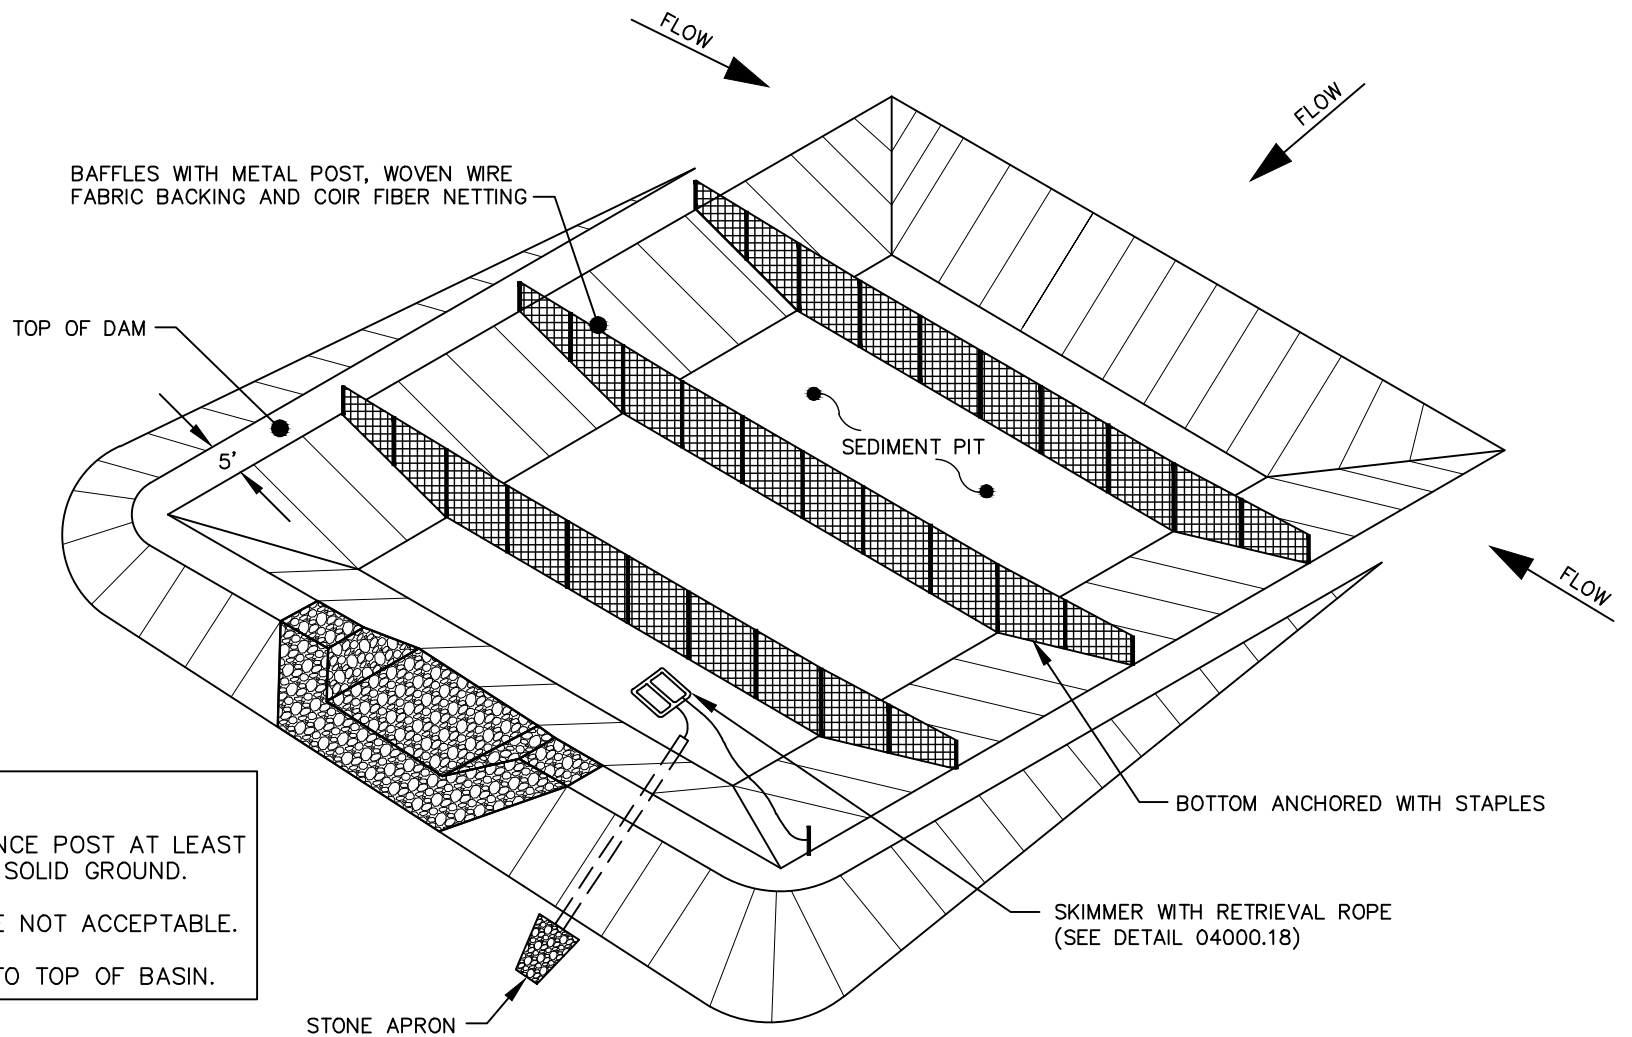 FLOW
FLOW
BAFFLES WITH METAL POST, WOVEN WIRE
FABRIC BACKING AND COIR FIBER NETTING
TOP OF DAM
5'
SEDIMENT PIT
FLOW
BOTTOM ANCHORED WITH STAPLES
POST AT LEAST
SOLID GROUND.
NOT ACCEPTABLE.
TO TOP OF BASIN.
SKIMMER WITH RETRIEVAL ROPE
(SEE DETAIL 04000.18)
STONE APRON